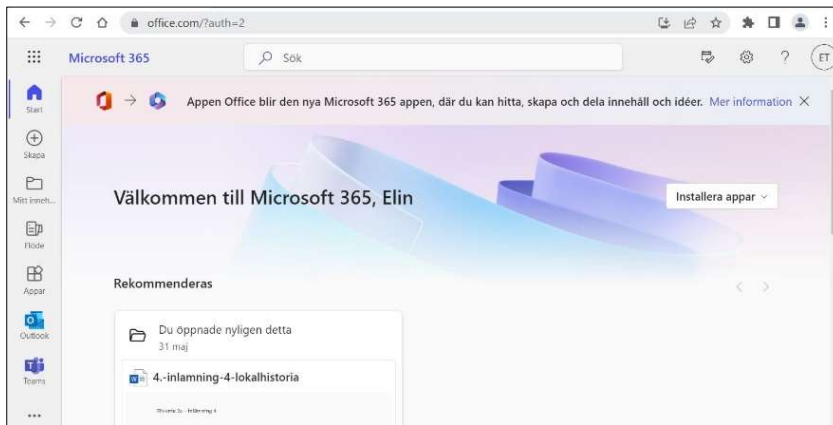 office.com/?auth=2
Microsoft 365
Sök
ET
Appen Office blir den nya Microsoft 365 appen, där du kan hitta, skapa och dela innehåll och idéer. Mer information
Start
Skapa
Mitt inneh...
Flöde
Appar
Outlook
Teams
Välkommen till Microsoft 365, Elin
Installera appar
Rekommenderas
Du öppnade nyligen detta
31 maj
4.-inlamning-4-lokalhistoria